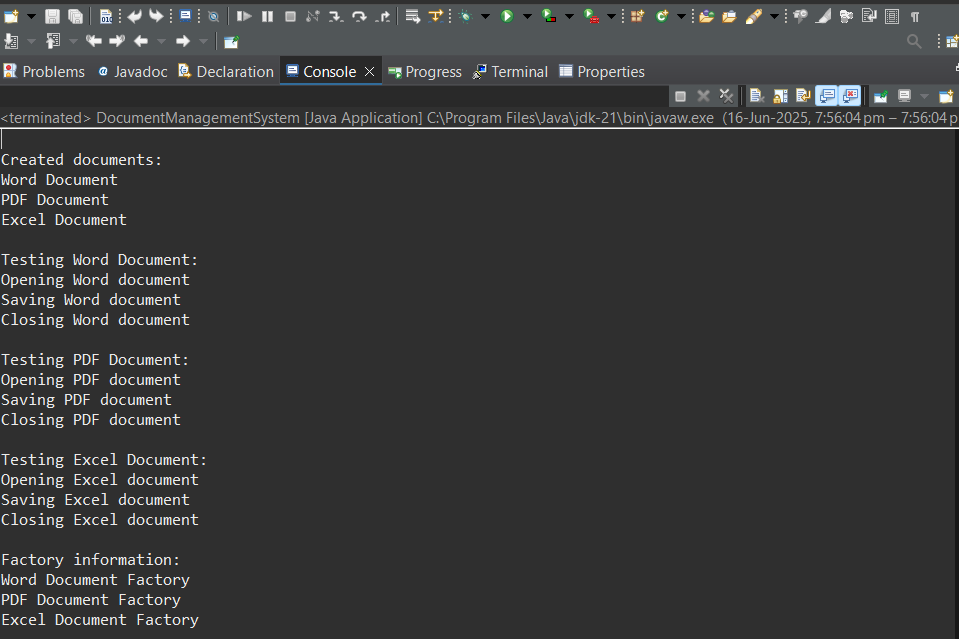 Problems Javadoc Declaration Console Progress Terminal Properties
<terminated> DocumentManagementSystem [Java Application] C:\Program Files\Java\jdk-21\bin\javaw.exe (16-Jun-2025, 7:56:04 pm – 7:56:04 p
Created documents:
Word Document
PDF Document
Excel Document
Testing Word Document:
Opening Word document
Saving Word document
Closing Word document
Testing PDF Document:
Opening PDF document
Saving PDF document
Closing PDF document
Testing Excel Document:
Opening Excel document
Saving Excel document
Closing Excel document
Factory information:
Word Document Factory
PDF Document Factory
Excel Document Factory